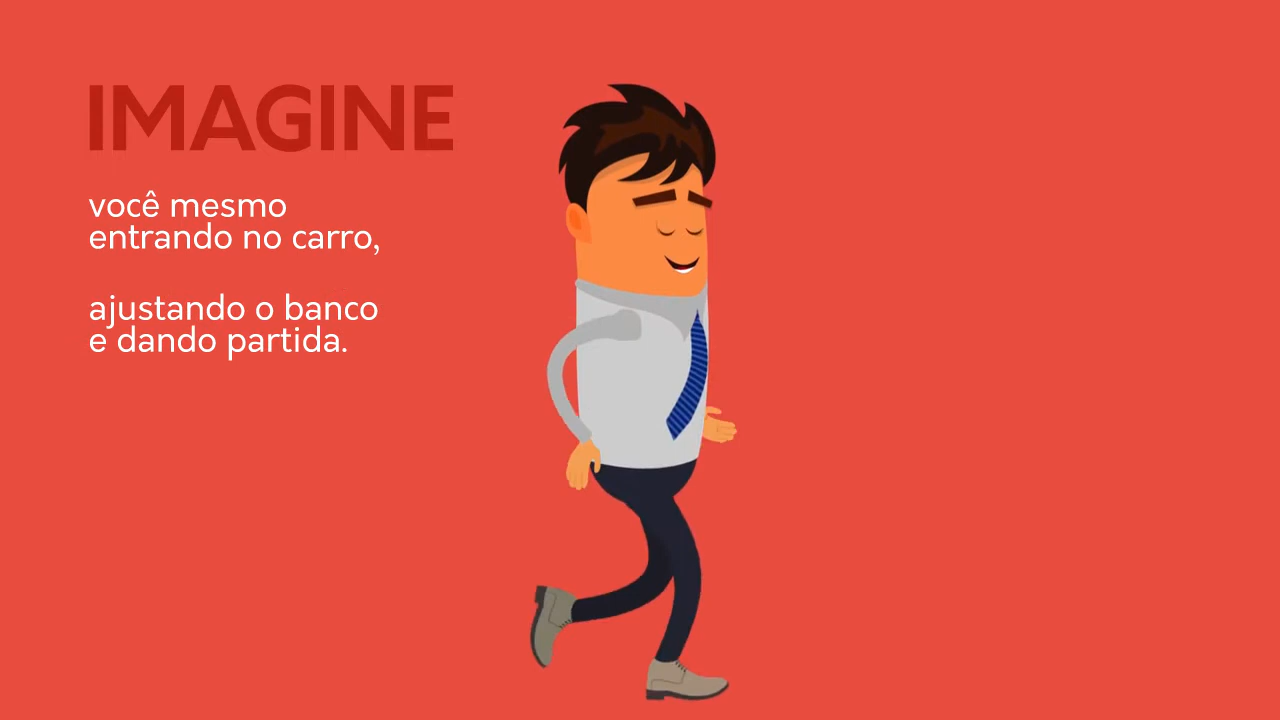 IMAGINE
você mesmo
entrando no carro,
ajustando o banco
e dando partida.